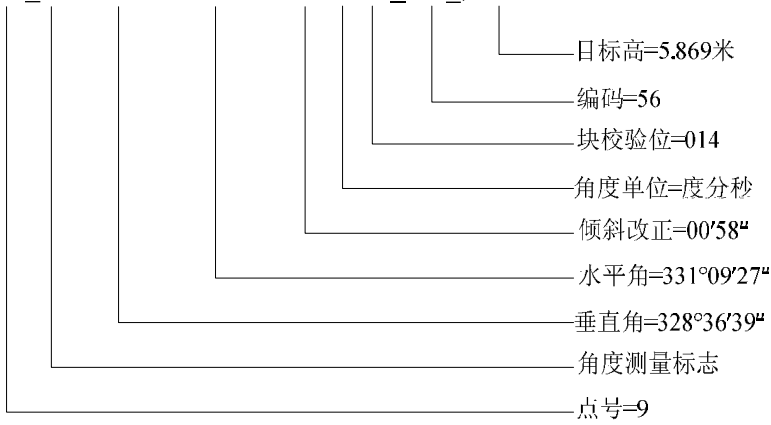 目标高=5.869米
编码=56
块校验位=014
角度单位=度分秒
倾斜改正=00′58″
水平角=331°09′27″
垂直角=328°36′39″
角度测量标志
点号=9